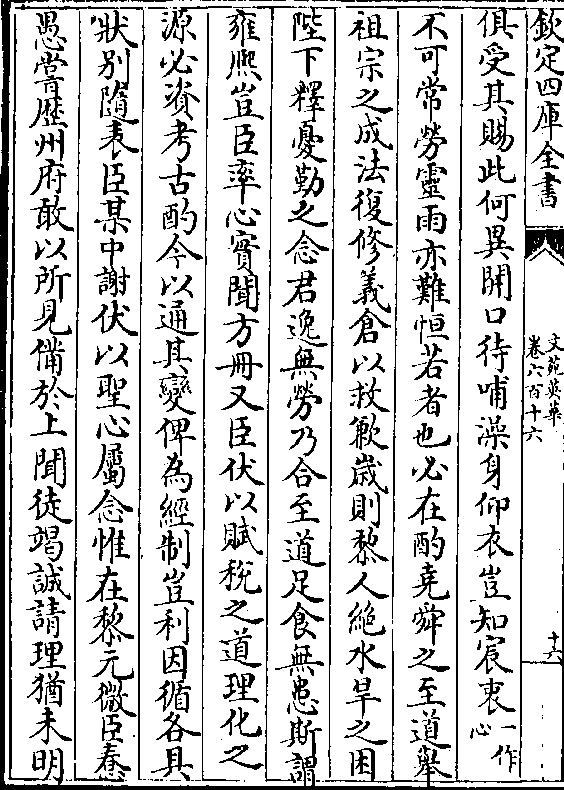 欽定四庫全書
文苑英華
卷六百十六
十六
俱受其賜此何異開口待哺澡身仰衣豈知宸衷一作心
不可常勞靈雨亦難恒若者也必在酌堯舜之至道舉
祖宗之成法復修義倉以救歉歲則黎人絶水旱之困
陛下釋憂勤之念君逸無勞乃合至道足食無患斯謂
雍熈豈臣率心實聞方冊又臣伏以賦稅之道理化之
源必資考古酌今以通其變俾為經制豈利因循各具
狀别隨表臣某中謝伏以聖心屬念惟在黎元微臣惷
愚嘗歴州府敢以所見備於上聞徒竭誠請理猶未明